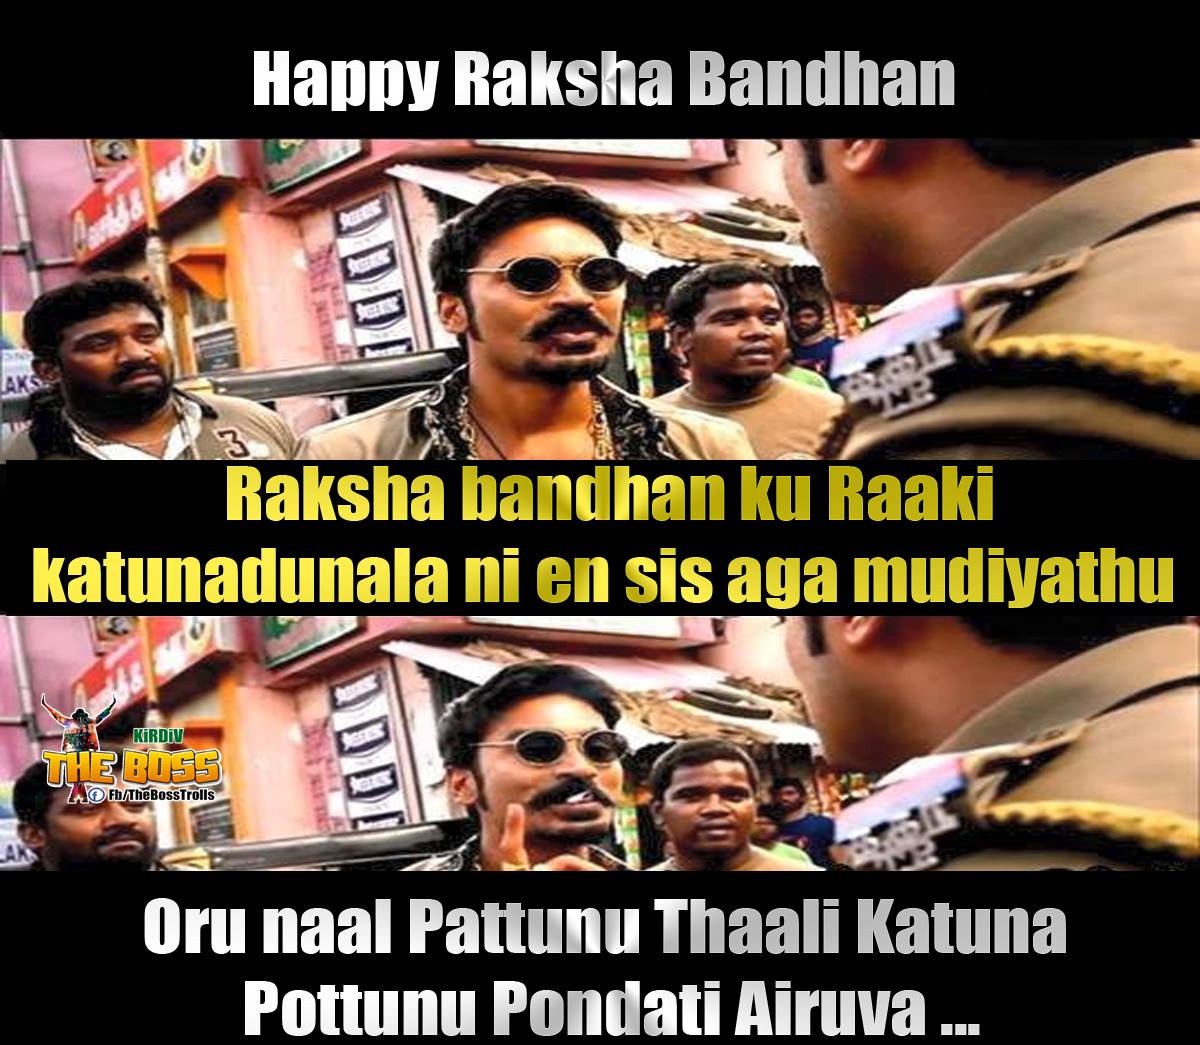 Happy Raksha Bandhan
Raksha bandhan ku Raaki
katunadunala ni en sis aga mudiyathu
KiRDiV
THE BOSS
Fb/TheBossTrolls
Oru naal Pattunu Thaali Katuna
Pottunu Pondati Airuva ...